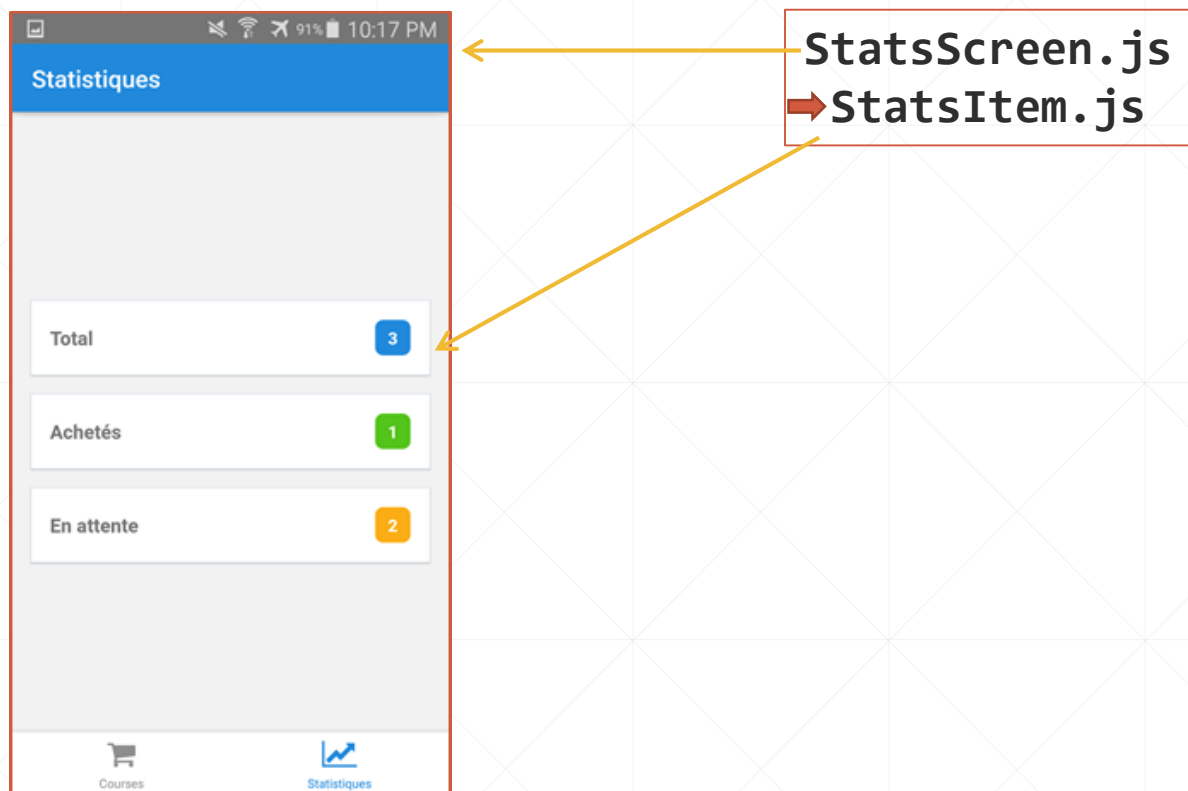 91% 10:17 PM
Statistiques
Total 3
Achetés 1
En attente 2
Courses Statistiques
StatsScreen.js
StatsItem.js